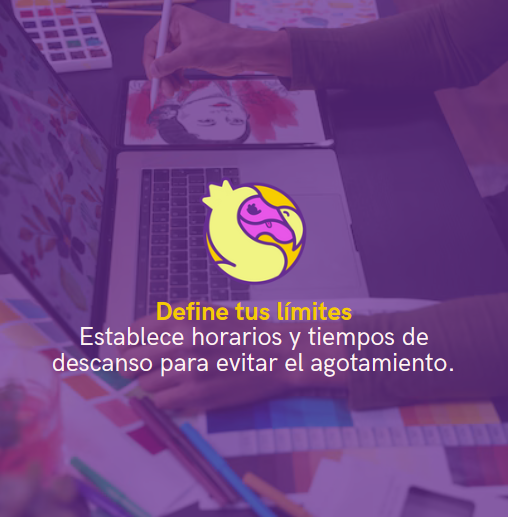 Define tus límites
Establece horarios y tiempos de
descanso para evitar el agotamiento.